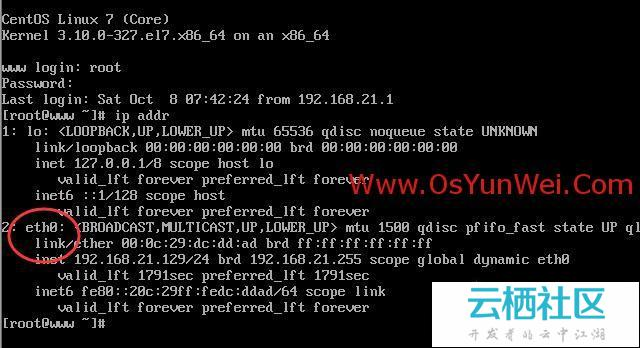 CentOS Linux 7 (Core)
Kernel 3.10.0-327.el7.x86_64 on an x86_64
www login: root
Password:
Last login: Sat Oct  8 07:42:24 from 192.168.21.1
[root@www ~]# ip addr
1: lo: <LOOPBACK,UP,LOWER_UP> mtu 65536 qdisc noqueue state UNKNOWN
link/loopback 00:00:00:00:00:00 brd 00:00:00:00:00:00
inet 127.0.0.1/8 scope host lo
valid_lft forever preferred_lft forever
inet6 ::1/128 scope host
valid_lft forever preferred_lft forever
Www.OsYunWei.Com
2: eth0: <BROADCAST,MULTICAST,UP,LOWER_UP> mtu 1500 qdisc pfifo_fast state UP ql
link/ether 00:0c:29:dc:dd:ad brd ff:ff:ff:ff:ff:ff
inet 192.168.21.129/24 brd 192.168.21.255 scope global dynamic eth0
valid_lft 1791sec preferred_lft 1791sec
inet6 fe80::20c:29ff:fedc:ddad/64 scope link
valid_lft forever preferred_lft forever
[root@www ~]#
云栖社区
开发者的云中江湖